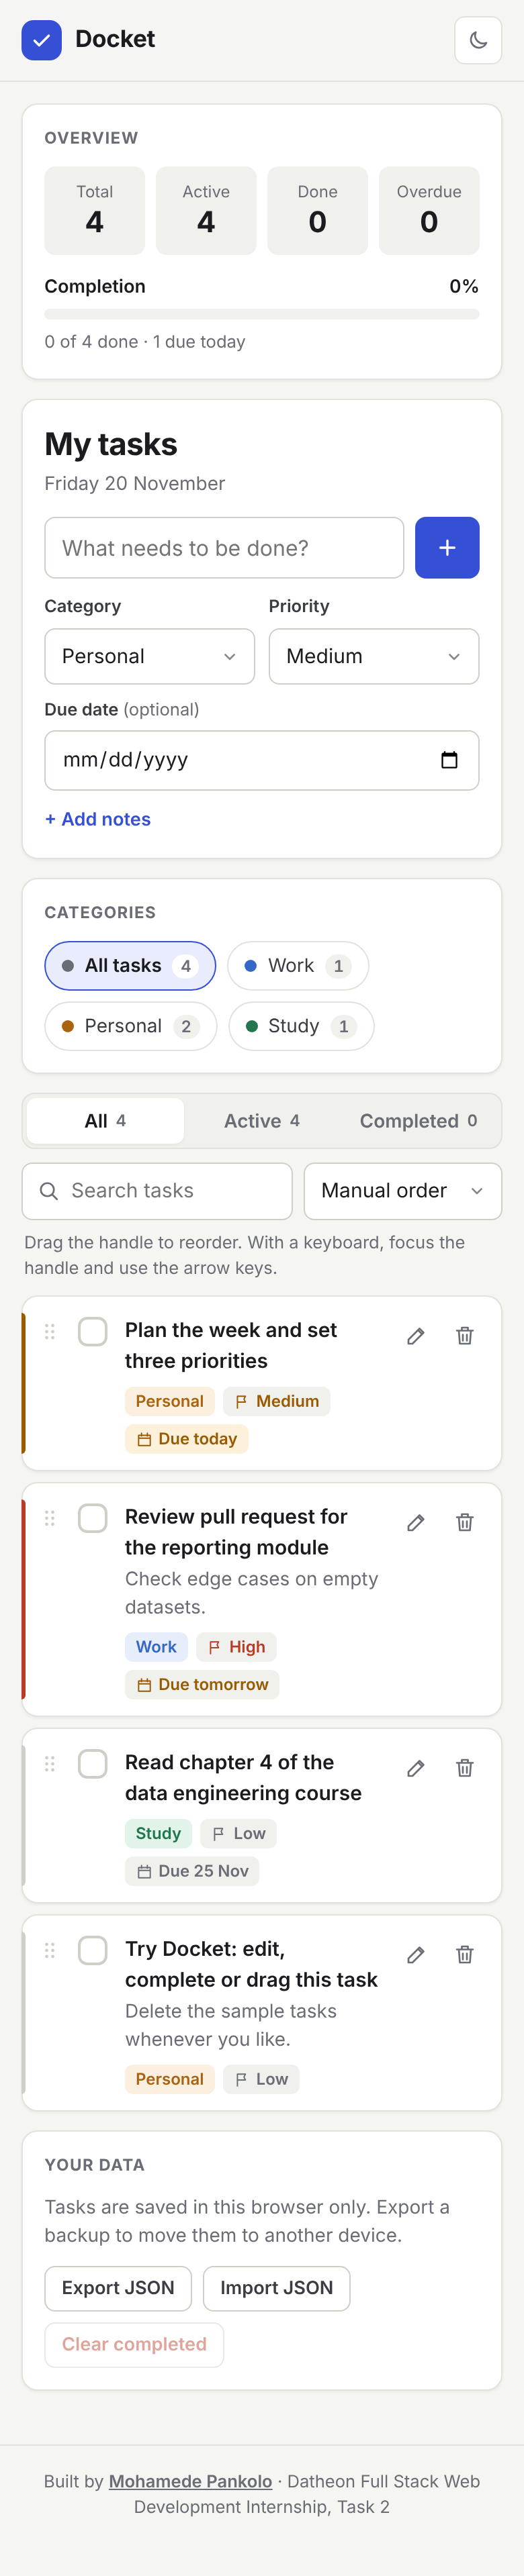 Docket
OVERVIEW
Total Active Done Overdue
4 4 0 0
Completion 0%
0 of 4 done · 1 due today
My tasks
Friday 20 November
What needs to be done? +
Category Priority
Personal Medium
Due date (optional)
mm/dd/yyyy
+ Add notes
CATEGORIES
All tasks 4 Work 1
Personal 2 Study 1
All 4 Active 4 Completed 0
Search tasks Manual order
Drag the handle to reorder. With a keyboard, focus the
handle and use the arrow keys.
Plan the week and set
three priorities
Personal Medium
Due today
Review pull request for
the reporting module
Check edge cases on empty
datasets.
Work High
Due tomorrow
Read chapter 4 of the
data engineering course
Study Low
Due 25 Nov
Try Docket: edit,
complete or drag this task
Delete the sample tasks
whenever you like.
Personal Low
YOUR DATA
Tasks are saved in this browser only. Export a
backup to move them to another device.
Export JSON Import JSON
Clear completed
Built by Mohamede Pankolo · Datheon Full Stack Web
Development Internship, Task 2